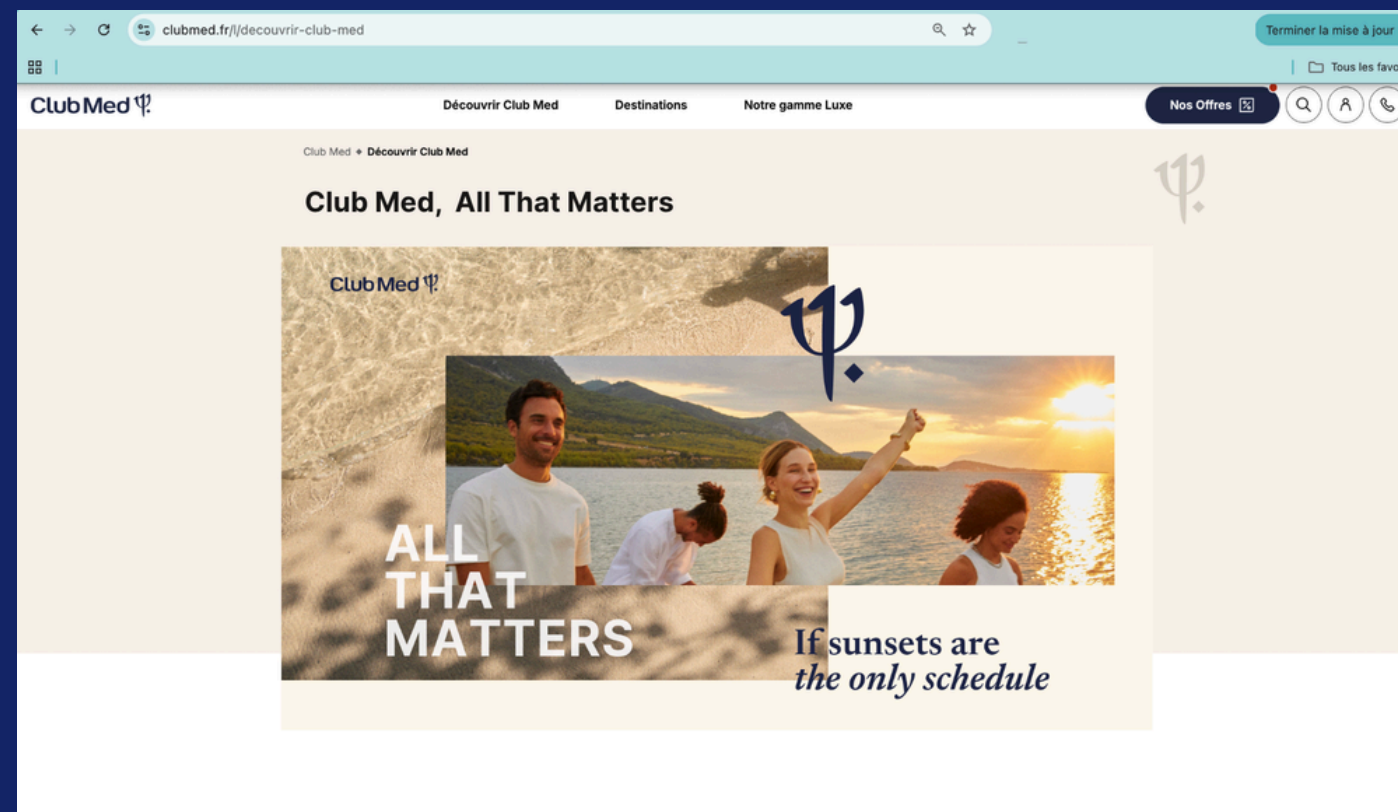 clubmed.fr/l/decouvrir-club-med
Terminer la mise à jour
Tous les favo
Club Med
Découvrir Club Med
Destinations
Notre gamme Luxe
Nos Offres
Club Med
Découvrir Club Med
Club Med, All That Matters
Club Med
ALL
THAT
MATTERS
If sunsets are
the only schedule